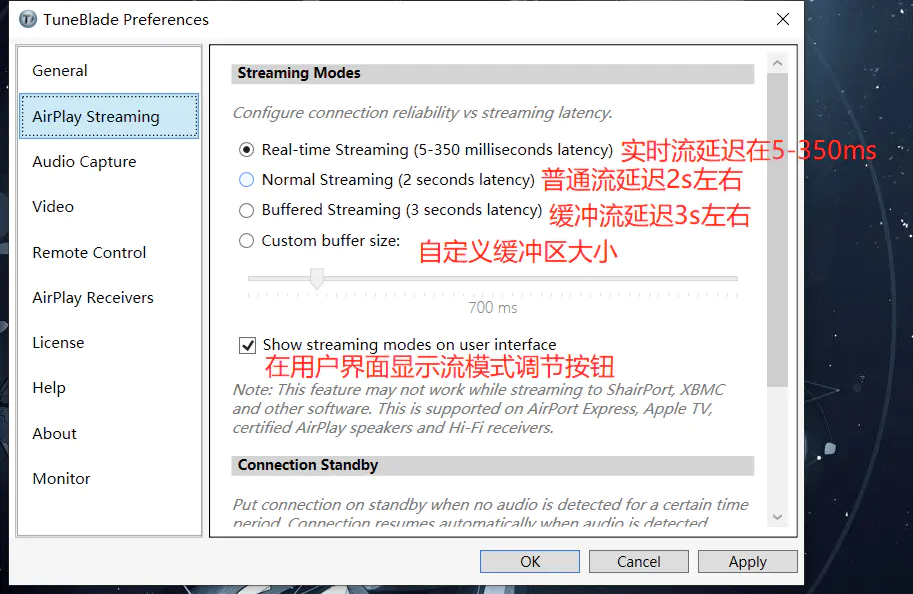 TuneBlade Preferences
General
AirPlay Streaming
Audio Capture
Video
Remote Control
AirPlay Receivers
License
Help
About
Monitor
Streaming Modes
Configure connection reliability vs streaming latency.
Real-time Streaming (5-350 milliseconds latency) 实时流延迟在5-350ms
Normal Streaming (2 seconds latency) 普通流延迟2s左右
Buffered Streaming (3 seconds latency) 缓冲流延迟3s左右
Custom buffer size: 自定义缓冲区大小
700 ms
Show streaming modes on user interface
在用户界面显示流模式调节按钮
Note: This feature may not work while streaming to ShairPort, XBMC
and other software. This is supported on AirPort Express, Apple TV,
certified AirPlay speakers and Hi-Fi receivers.
Connection Standby
Put connection on standby when no audio is detected for a certain time
period. Connection resumes automatically when audio is detected
OK
Cancel
Apply